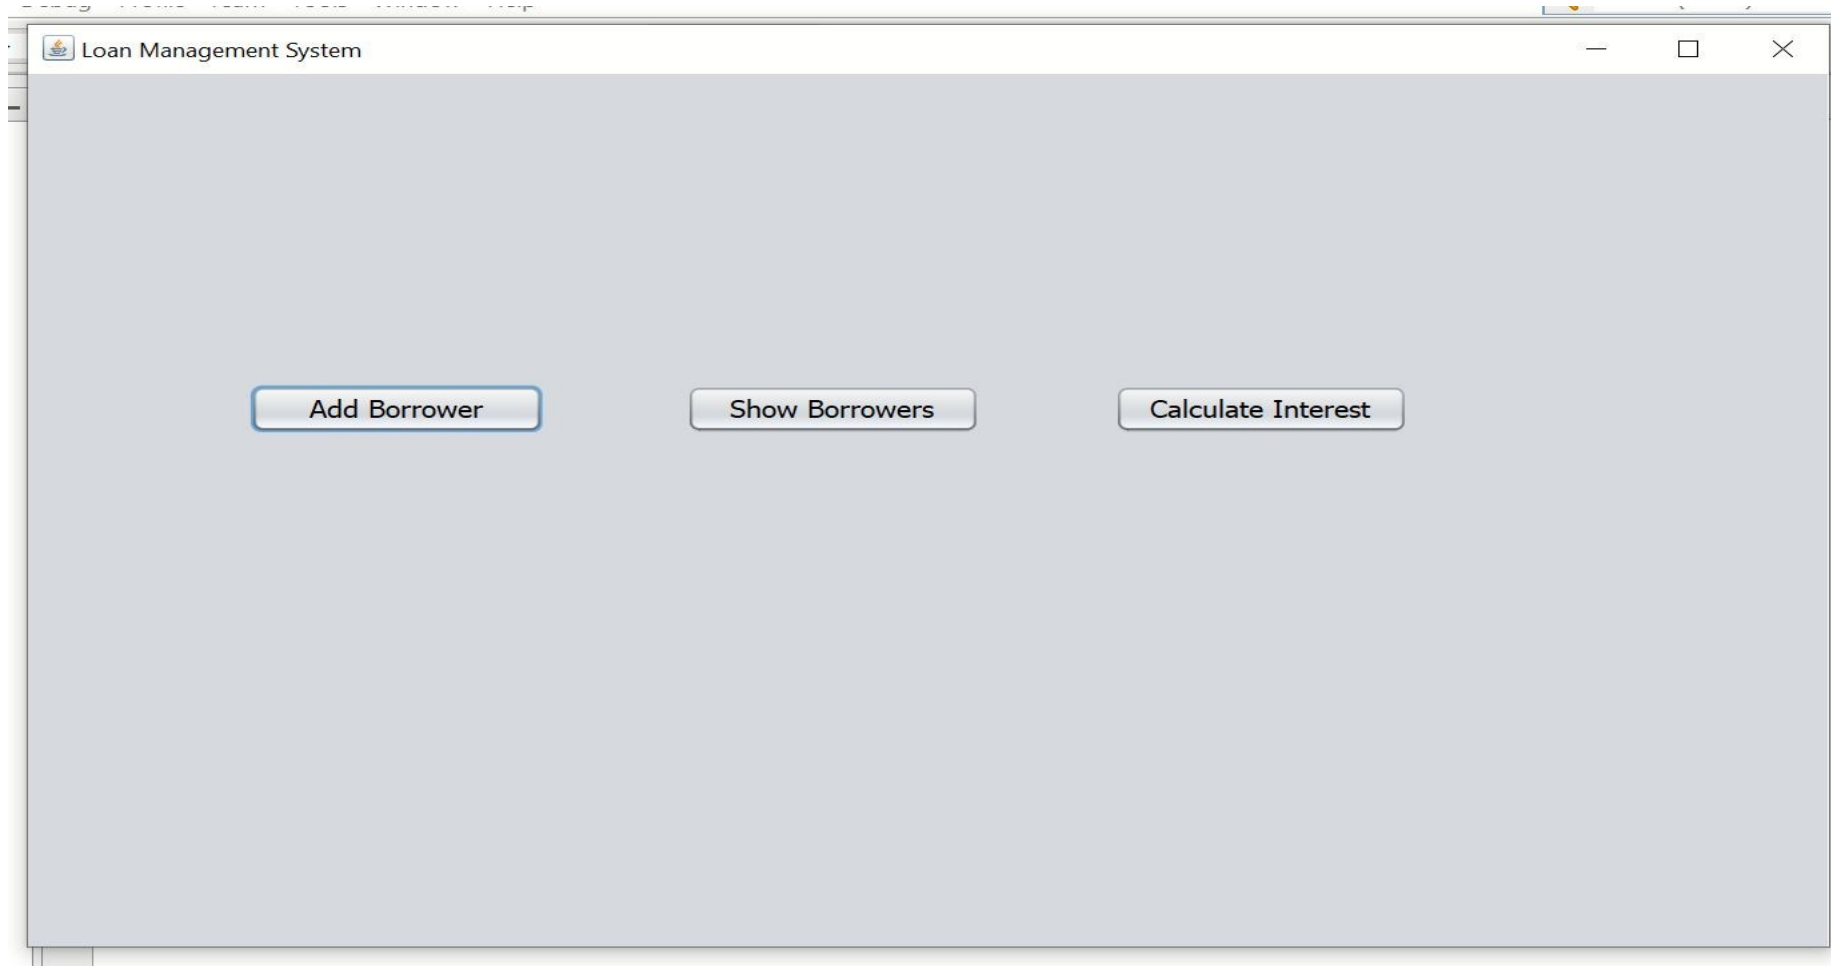 Loan Management System
Add Borrower Show Borrowers Calculate Interest